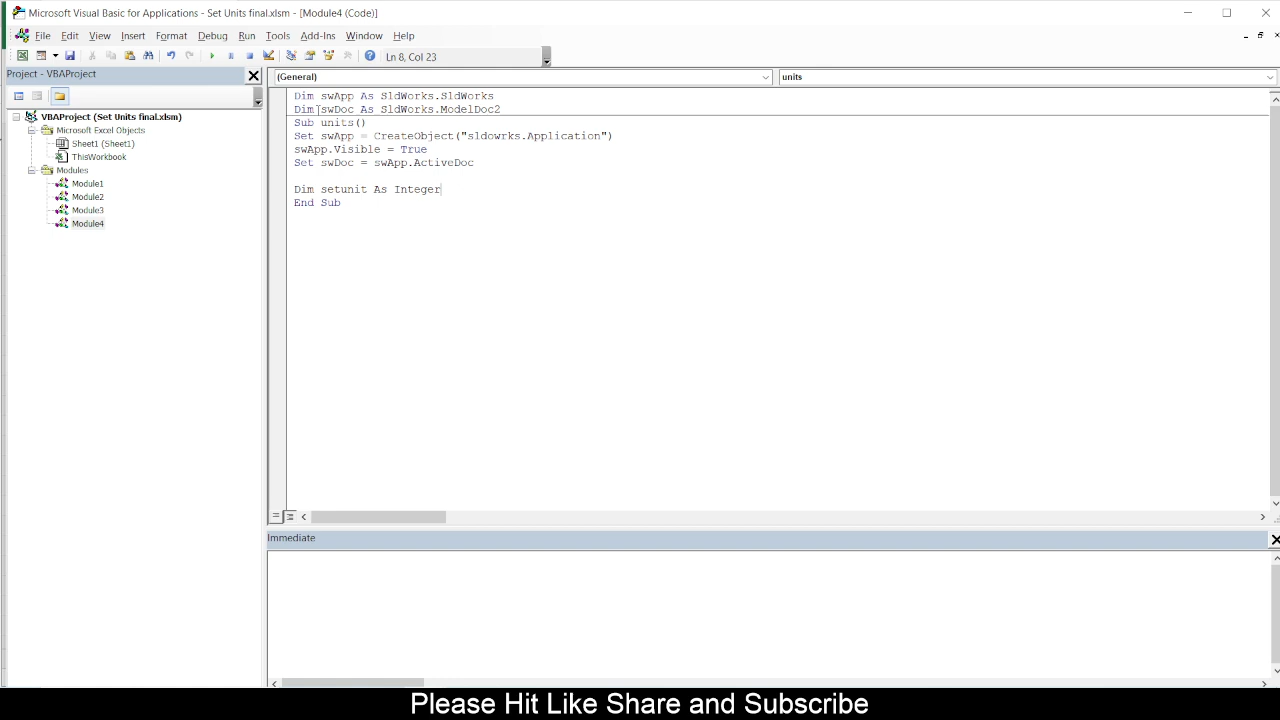 Microsoft Visual Basic for Applications - Set Units final.xlsm - [Module4 (Code)]
File Edit View Insert Format Debug Run Tools Add-Ins Window Help
Ln 8, Col 23
Project - VBAProject
(General) units
VBAProject (Set Units final.xlsm)
Microsoft Excel Objects
Sheet1 (Sheet1)
ThisWorkbook
Modules
Module1
Module2
Module3
Module4
Dim swApp As SldWorks.SldWorks
Dim swDoc As SldWorks.ModelDoc2
Sub units()
Set swApp = CreateObject("sldowrks.Application")
swApp.Visible = True
Set swDoc = swApp.ActiveDoc
Dim setunit As Integer
End Sub
Immediate
Please Hit Like Share and Subscribe